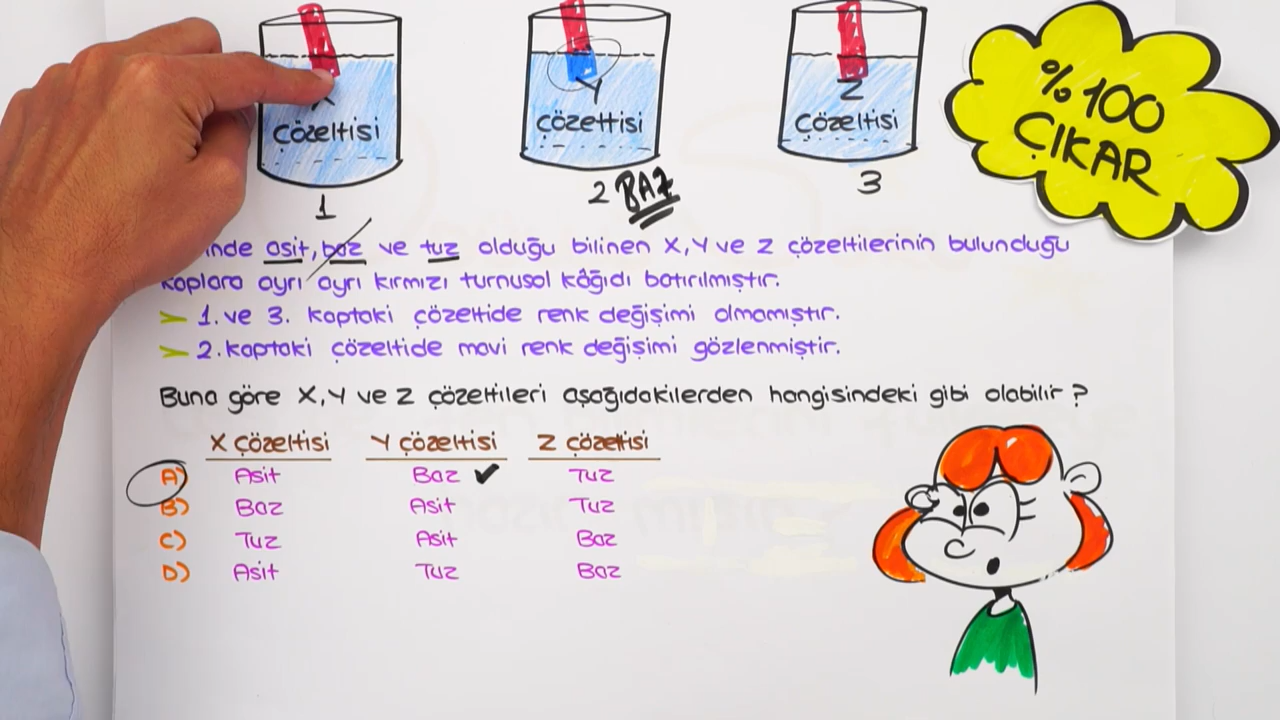 çözeltisi
Y
çözeltisi
Z
çözeltisi
1
2 BAZ
3
%100
ÇIKAR
inde asit, baz ve tuz olduğu bilinen X, Y ve Z çözeltilerinin bulunduğu
kaplara ayrı ayrı kırmızı turnusol kâğıdı batırılmıştır.
➤ 1. ve 3. kaptaki çözeltide renk değişimi olmamıştır.
➤ 2. kaptaki çözeltide mavi renk değişimi gözlenmiştir.
Buna göre X, Y ve Z çözeltileri aşağıdakilerden hangisindeki gibi olabilir?
X çözeltisi Y çözeltisi Z çözeltisi
A) Asit Baz ✔ Tuz
B) Baz Asit Tuz
C) Tuz Asit Baz
D) Asit Tuz Baz